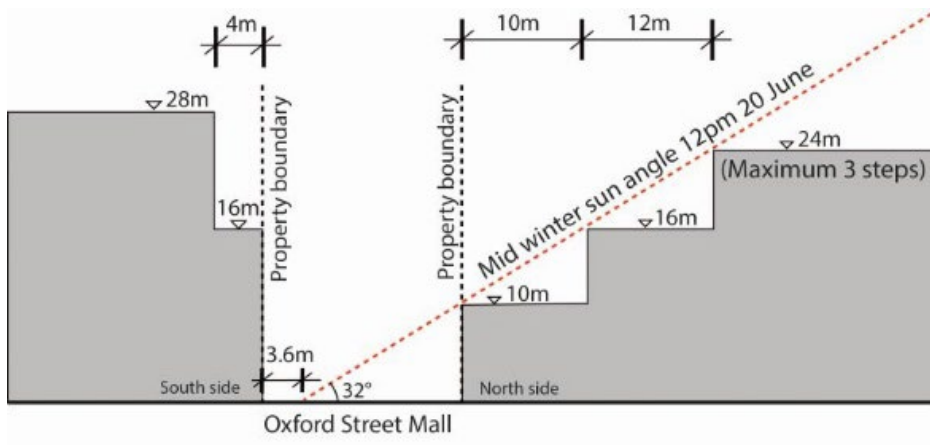 4m
10m
12m
28m
Mid winter sun angle 12pm 20 June
24m
(Maximum 3 steps)
Property boundary
Property boundary
16m
16m
10m
3.6m
South side
32°
North side
Oxford Street Mall